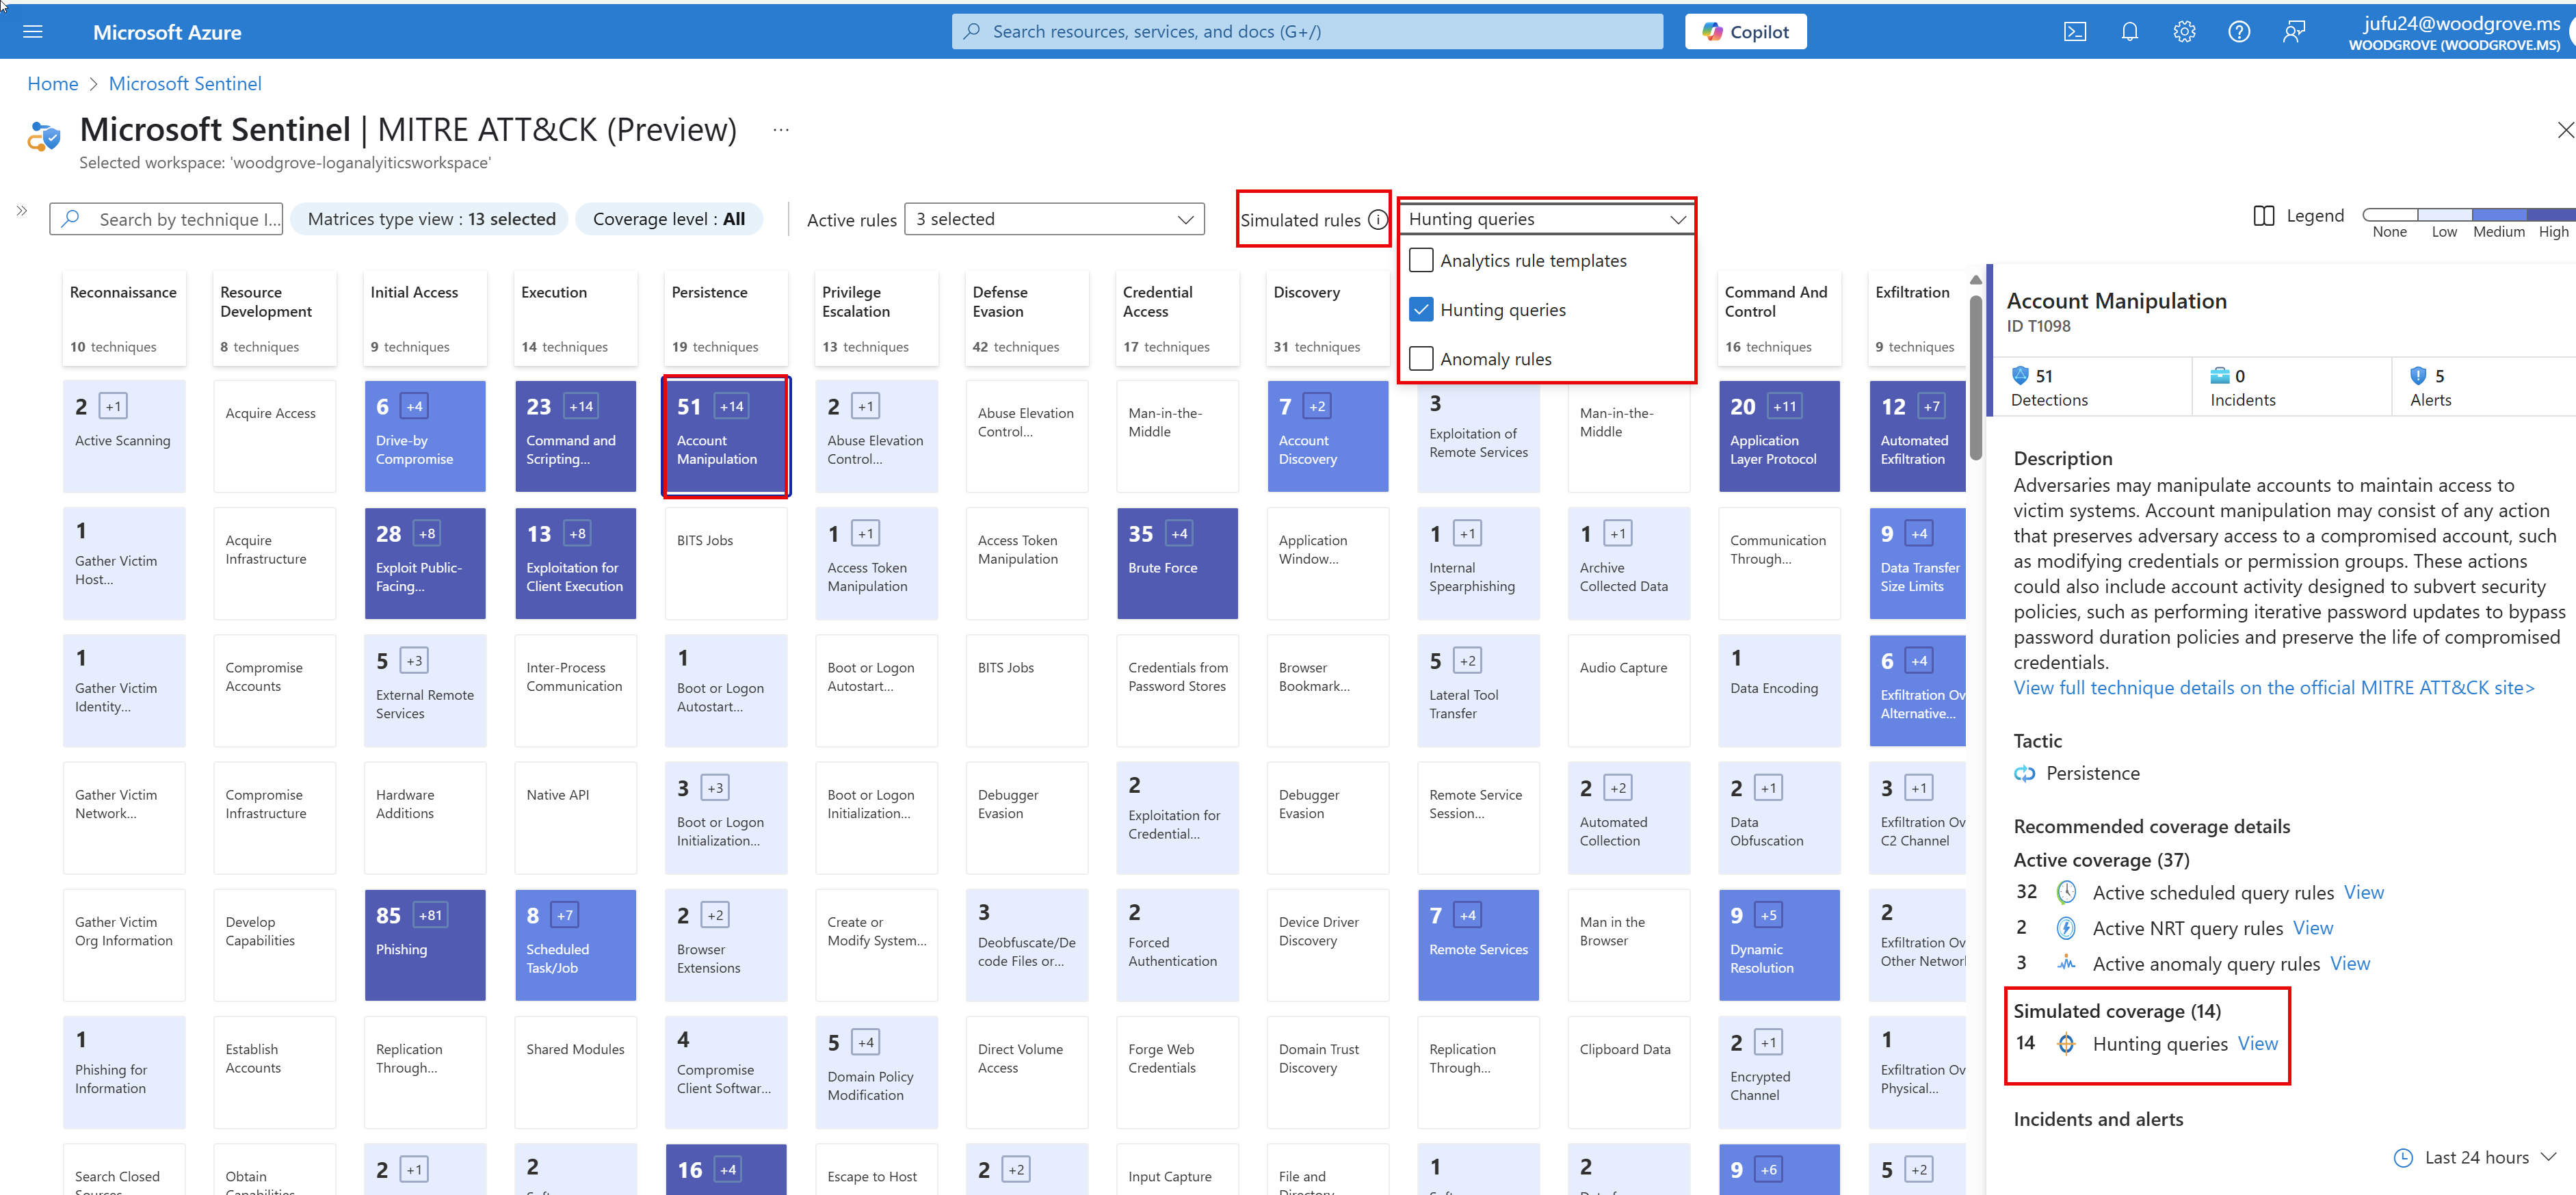 Microsoft Azure
Search resources, services, and docs (G+/)
Copilot
jufu24@woodgrove.ms
WOODGROVE (WOODGROVE.MS)
Home > Microsoft Sentinel
Microsoft Sentinel | MITRE ATT&CK (Preview) ...
Selected workspace: 'woodgrove-loganalyiticsworkspace'
Search by technique I...
Matrices type view : 13 selected
Coverage level : All
Active rules
3 selected
Simulated rules
Hunting queries
Analytics rule templates
Hunting queries
Anomaly rules
Legend
None Low Medium High
Reconnaissance
10 techniques
Resource
Development
8 techniques
Initial Access
9 techniques
Execution
14 techniques
Persistence
19 techniques
Privilege
Escalation
13 techniques
Defense
Evasion
42 techniques
Credential
Access
17 techniques
Discovery
31 techniques
Command And
Control
16 techniques
Exfiltration
9 techniques
2 +1
Active Scanning
Acquire Access
6 +4
Drive-by
Compromise
23 +14
Command and
Scripting...
51 +14
Account
Manipulation
2 +1
Abuse Elevation
Control...
Abuse Elevation
Control...
Man-in-the-
Middle
7 +2
Account
Discovery
3
Exploitation of
Remote Services
Man-in-the-
Middle
20 +11
Application
Layer Protocol
12 +7
Automated
Exfiltration
1
Gather Victim
Host...
Acquire
Infrastructure
28 +8
Exploit Public-
Facing...
13 +8
Exploitation for
Client Execution
BITS Jobs
1 +1
Access Token
Manipulation
Access Token
Manipulation
35 +4
Brute Force
Application
Window...
1 +1
Internal
Spearphishing
1 +1
Archive
Collected Data
Communication
Through...
9 +4
Data Transfer
Size Limits
1
Gather Victim
Identity...
Compromise
Accounts
5 +3
External Remote
Services
Inter-Process
Communication
1
Boot or Logon
Autostart...
Boot or Logon
Autostart...
BITS Jobs
Credentials from
Password Stores
Browser
Bookmark...
5 +2
Lateral Tool
Transfer
Audio Capture
1
Data Encoding
6 +4
Exfiltration Ov
Alternative...
Gather Victim
Network...
Compromise
Infrastructure
Hardware
Additions
Native API
3 +3
Boot or Logon
Initialization...
Boot or Logon
Initialization...
Debugger
Evasion
2
Exploitation for
Credential...
Debugger
Evasion
Remote Service
Session...
2 +2
Automated
Collection
2 +1
Data
Obfuscation
3 +1
Exfiltration Ov
C2 Channel
Gather Victim
Org Information
Develop
Capabilities
85 +81
Phishing
8 +7
Scheduled
Task/Job
2 +2
Browser
Extensions
Create or
Modify System...
3
Deobfuscate/De
code Files or...
2
Forced
Authentication
Device Driver
Discovery
7 +4
Remote Services
Man in the
Browser
9 +5
Dynamic
Resolution
2
Exfiltration Ov
Other Networ
1
Phishing for
Information
Establish
Accounts
Replication
Through...
Shared Modules
4
Compromise
Client Softwar...
5 +4
Domain Policy
Modification
Direct Volume
Access
Forge Web
Credentials
Domain Trust
Discovery
Replication
Through...
Clipboard Data
2 +1
Encrypted
Channel
1
Exfiltration Ov
Physical...
Search Closed
Obtain
2 +1
2
16 +4
Escape to Host
2 +2
Input Capture
File and
1
2
9 +6
5 +2
Account Manipulation
ID T1098
51
Detections
0
Incidents
5
Alerts
Description
Adversaries may manipulate accounts to maintain access to
victim systems. Account manipulation may consist of any action
that preserves adversary access to a compromised account, such
as modifying credentials or permission groups. These actions
could also include account activity designed to subvert security
policies, such as performing iterative password updates to bypass
password duration policies and preserve the life of compromised
credentials.
View full technique details on the official MITRE ATT&CK site>
Tactic
Persistence
Recommended coverage details
Active coverage (37)
32 Active scheduled query rules View
2 Active NRT query rules View
3 Active anomaly query rules View
Simulated coverage (14)
14 Hunting queries View
Incidents and alerts
Last 24 hours